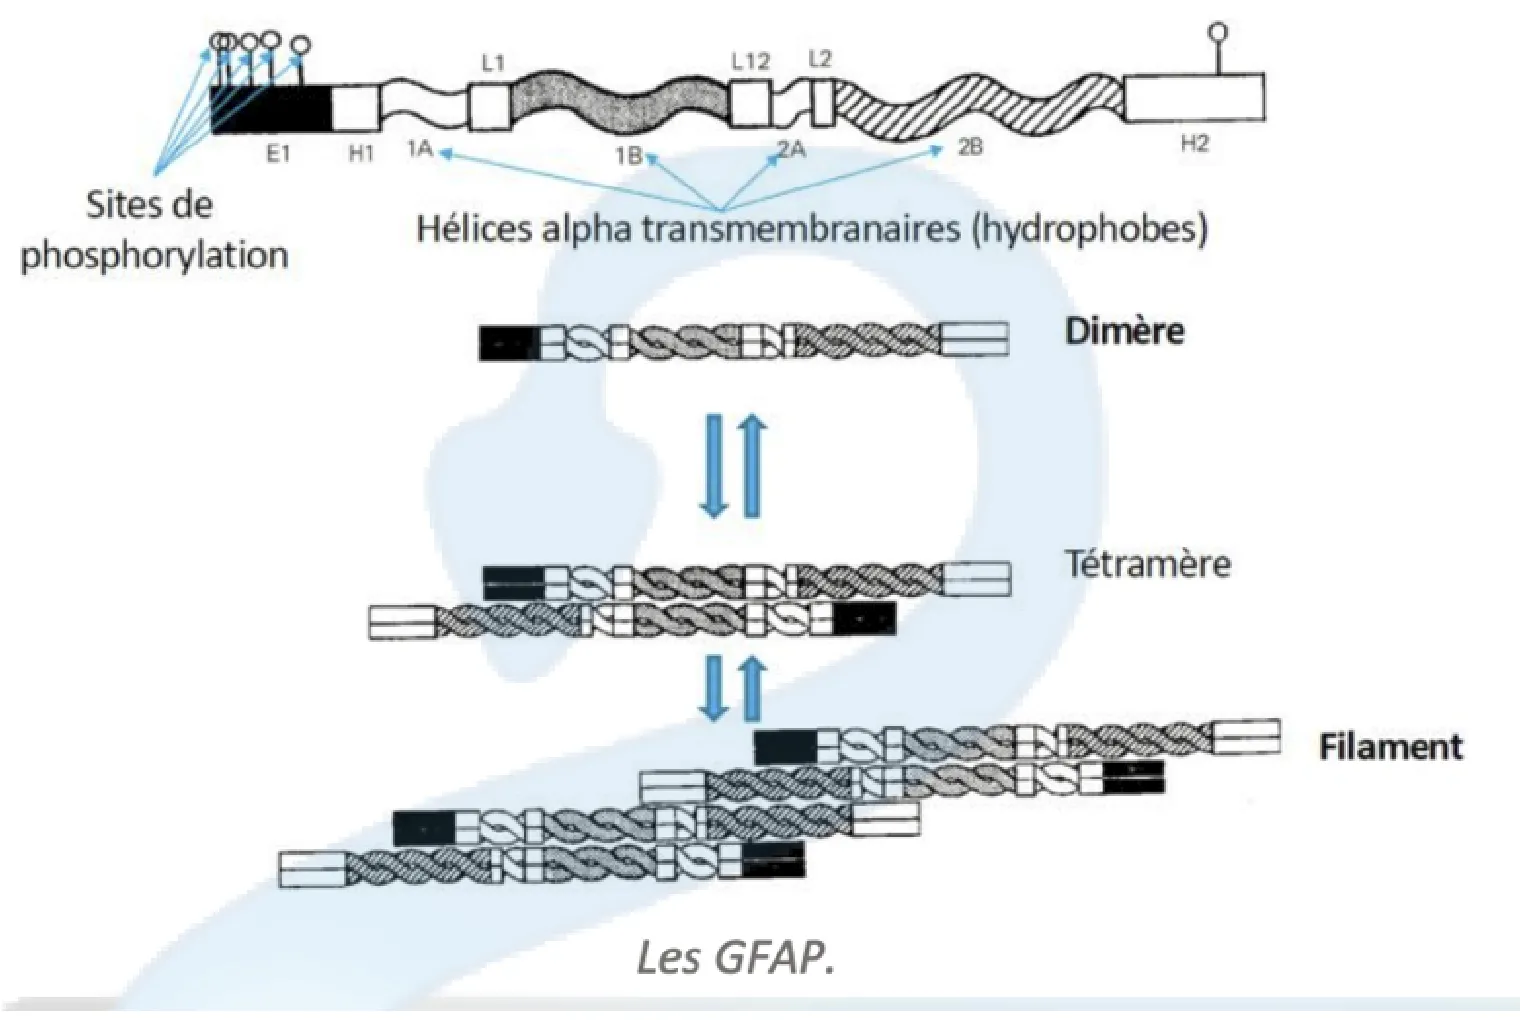 L1
L12
L2
E1
H1
1A
1B
2A
2B
H2
Sites de
phosphorylation
Hélices alpha transmembranaires (hydrophobes)
Dimère
Tétramère
Filament
Les GFAP.